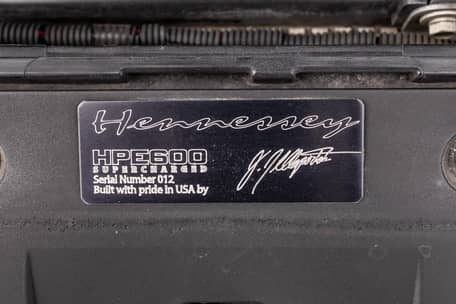 Hennessey
HPE600
SUPERCHARGED
Serial Number 012
Built with pride in USA by